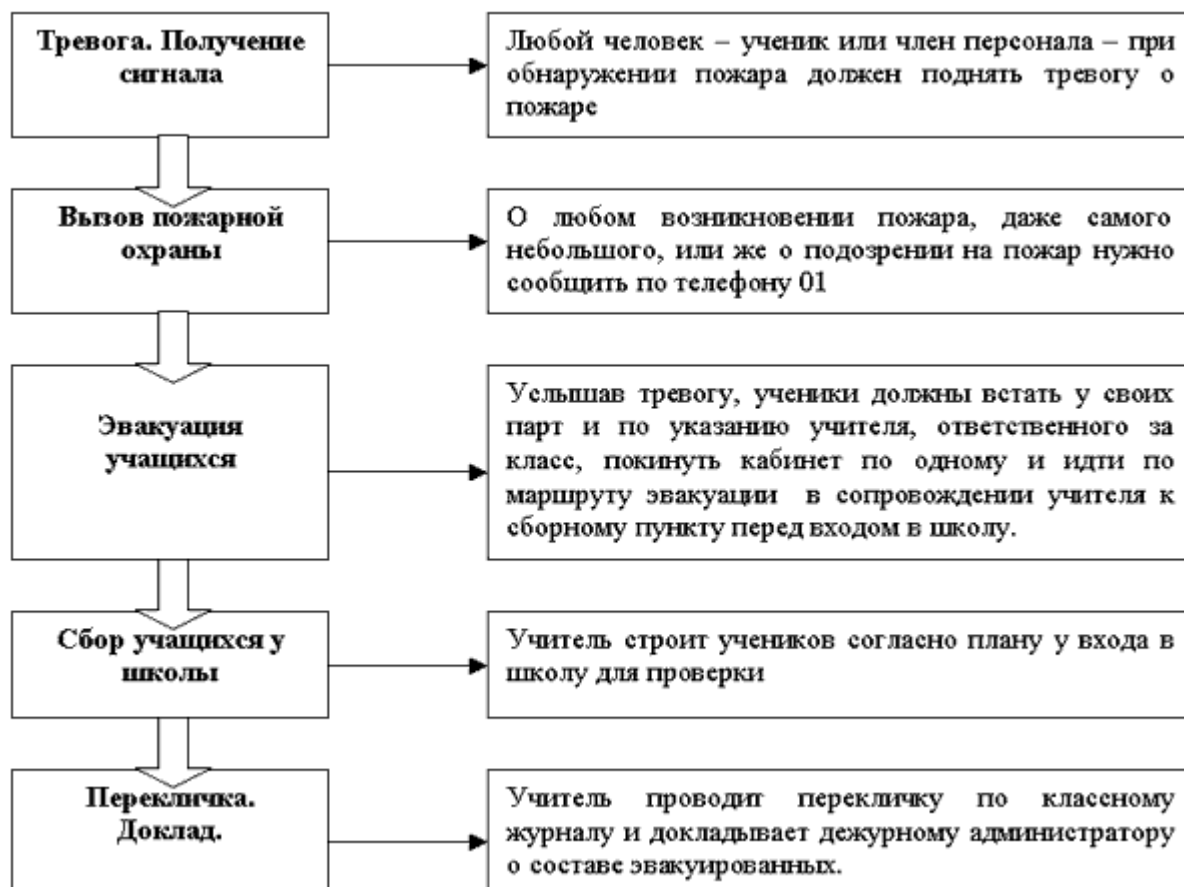 Тревога. Получение
сигнала
Любой человек – ученик или член персонала – при
обнаружении пожара должен поднять тревогу о
пожаре
Вызов пожарной
охраны
О любом возникновении пожара, даже самого
небольшого, или же о подозрении на пожар нужно
сообщить по телефону 01
Эвакуация
учащихся
Услышав тревогу, ученики должны встать у своих
парт и по указанию учителя, ответственного за
класс, покинуть кабинет по одному и идти по
маршруту эвакуации в сопровождении учителя к
сборному пункту перед входом в школу.
Сбор учащихся у
школы
Учитель строит учеников согласно плану у входа в
школу для проверки
Перекличка.
Доклад.
Учитель проводит перекличку по классному
журналу и докладывает дежурному администратору
о составе эвакуированных.